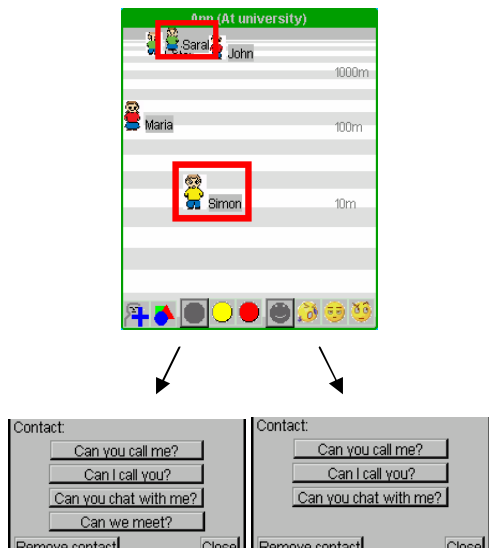 Ann (At university)
Sara
John
1000m
Maria
100m
Simon
10m
Contact:
Can you call me?
Can I call you?
Can you chat with me?
Can we meet?
Remove contact Close
Contact:
Can you call me?
Can I call you?
Can you chat with me?
Remove contact Close